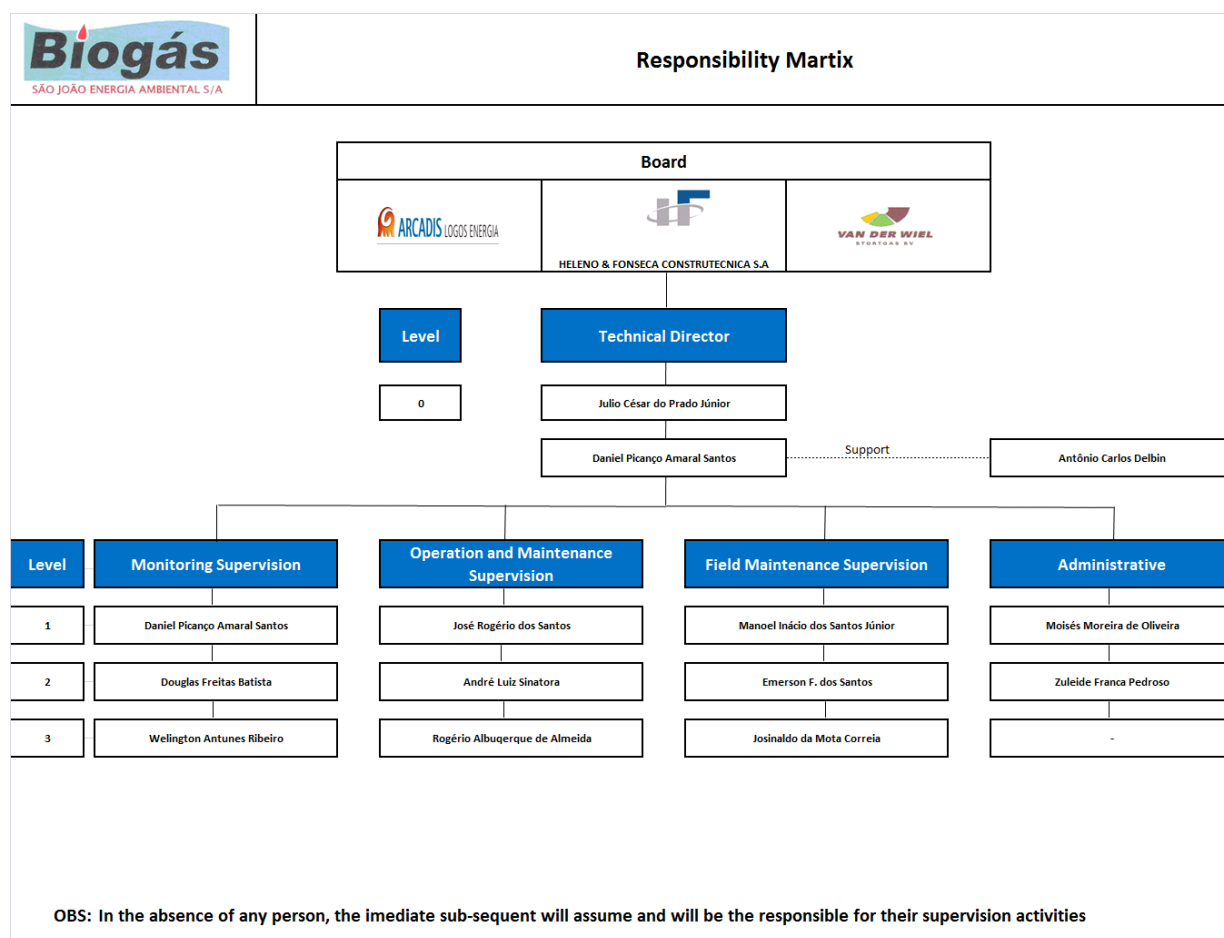 Biogás
SÃO JOÃO ENERGIA AMBIENTAL S/A
Responsibility Martix
Board
ARCADIS LOGOS ENERGIA
HF
HELENO & FONSECA CONSTRUTECNICA S.A
VAN DER WIEL
STORTGAS BV
Level
Technical Director
0
Julio César do Prado Júnior
Daniel Picanço Amaral Santos
Support
Antônio Carlos Delbin
Level
Monitoring Supervision
Operation and Maintenance
Supervision
Field Maintenance Supervision
Administrative
1
Daniel Picanço Amaral Santos
José Rogério dos Santos
Manoel Inácio dos Santos Júnior
Moisés Moreira de Oliveira
2
Douglas Freitas Batista
André Luiz Sinatora
Emerson F. dos Santos
Zuleide Franca Pedroso
3
Welington Antunes Ribeiro
Rogério Albuqerque de Almeida
Josinaldo da Mota Correia
-
OBS: In the absence of any person, the imediate sub-sequent will assume and will be the responsible for their supervision activities